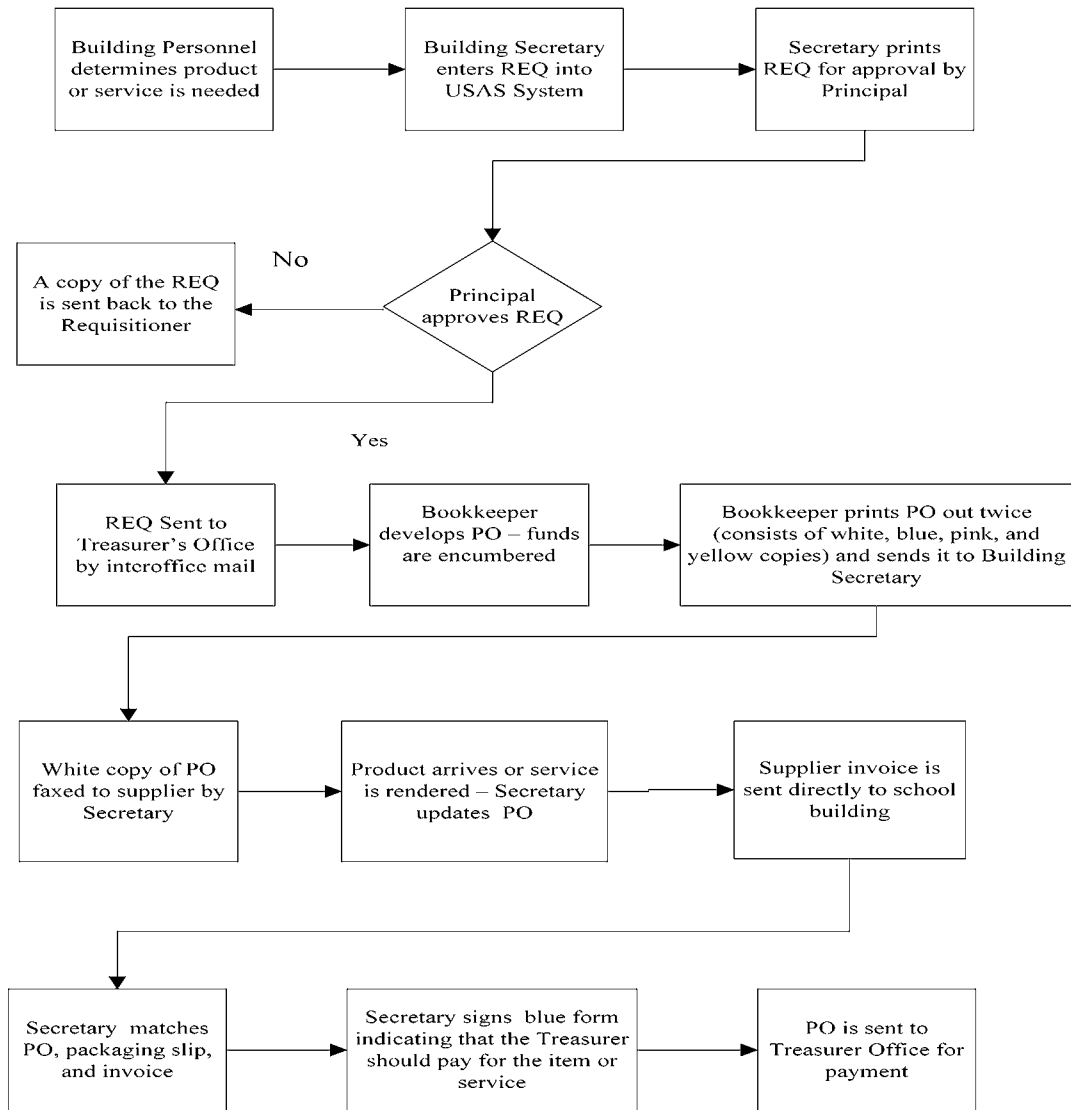 Building Personnel
determines product
or service is needed
Building Secretary
enters REQ into
USAS System
Secretary prints
REQ for approval by
Principal
No
A copy of the REQ
is sent back to the
Requisitioner
Principal
approves REQ
Yes
REQ Sent to
Treasurer's Office
by interoffice mail
Bookkeeper
develops PO – funds
are encumbered
Bookkeeper prints PO out twice
(consists of white, blue, pink, and
yellow copies) and sends it to Building
Secretary
White copy of PO
faxed to supplier by
Secretary
Product arrives or service
is rendered – Secretary
updates PO
Supplier invoice is
sent directly to school
building
Secretary matches
PO, packaging slip,
and invoice
Secretary signs blue form
indicating that the Treasurer
should pay for the item or
service
PO is sent to
Treasurer Office for
payment